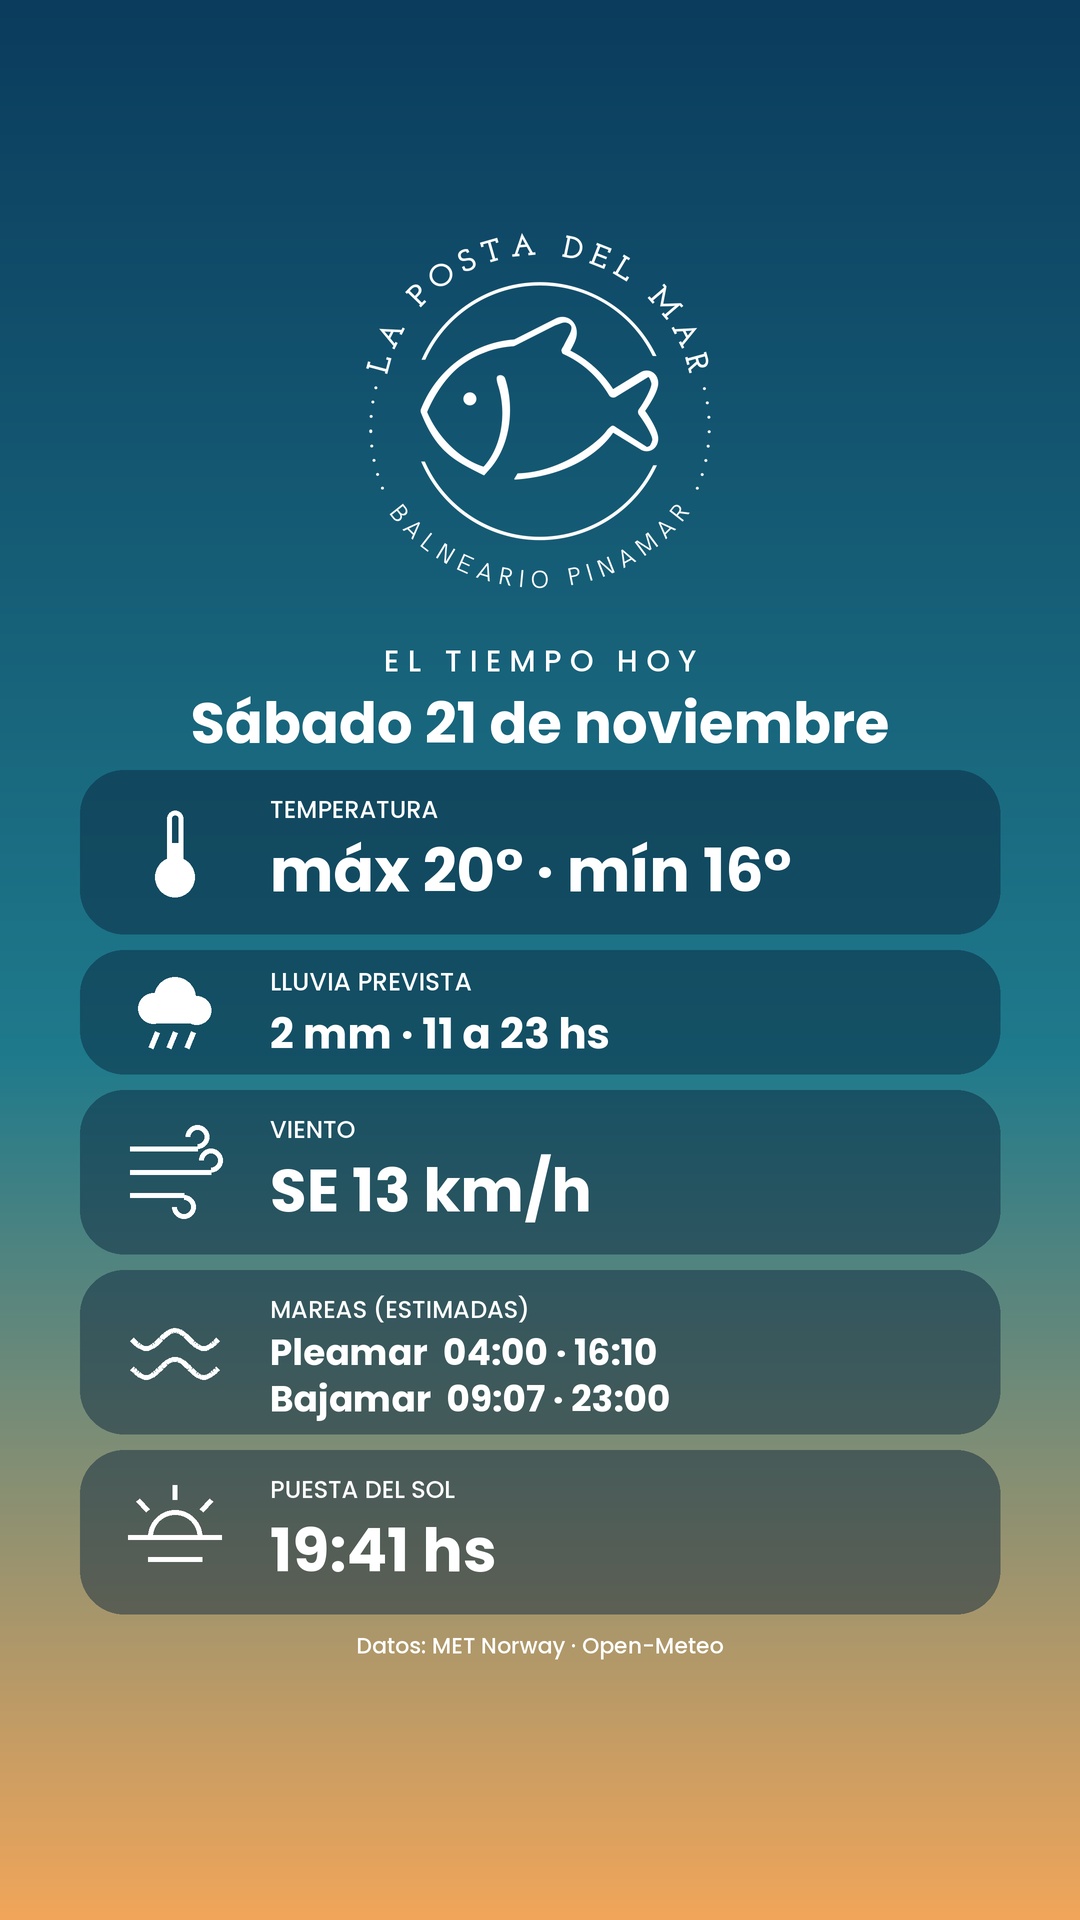 LA POSTA DEL MAR
BALNEARIO PINAMAR
EL TIEMPO HOY
Sábado 21 de noviembre
TEMPERATURA
máx 20° · mín 16°
LLUVIA PREVISTA
2 mm · 11 a 23 hs
VIENTO
SE 13 km/h
MAREAS (ESTIMADAS)
Pleamar 04:00 · 16:10
Bajamar 09:07 · 23:00
PUESTA DEL SOL
19:41 hs
Datos: MET Norway · Open-Meteo